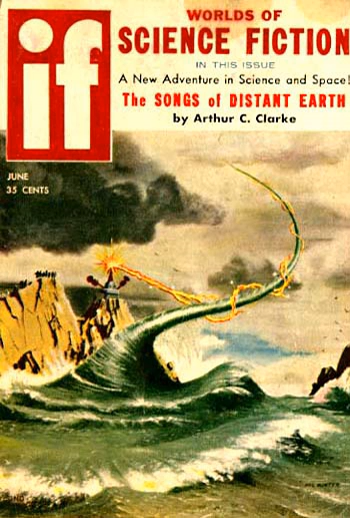 if
WORLDS OF
SCIENCE FICTION
IN THIS ISSUE
A New Adventure in Science and Space!
The SONGS of DISTANT EARTH
by Arthur C. Clarke
JUNE
35 CENTS